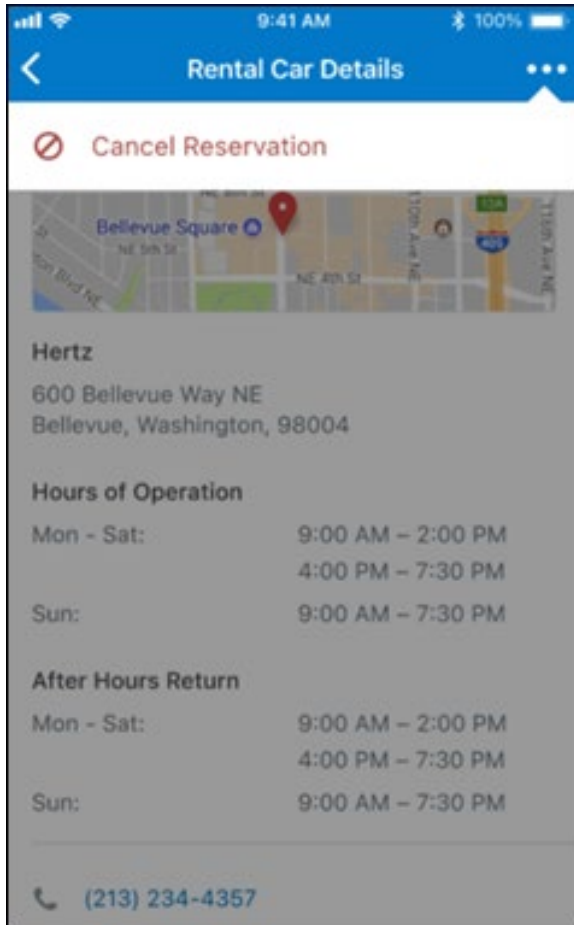 9:41 AM
100%
Rental Car Details
Cancel Reservation
Bellevue Square
NE 5th St
110th Ave NE
13A
405
NE 4th St
Hertz
600 Bellevue Way NE
Bellevue, Washington, 98004
Hours of Operation
Mon - Sat: 9:00 AM – 2:00 PM
4:00 PM – 7:30 PM
Sun: 9:00 AM – 7:30 PM
After Hours Return
Mon - Sat: 9:00 AM – 2:00 PM
4:00 PM – 7:30 PM
Sun: 9:00 AM – 7:30 PM
(213) 234-4357